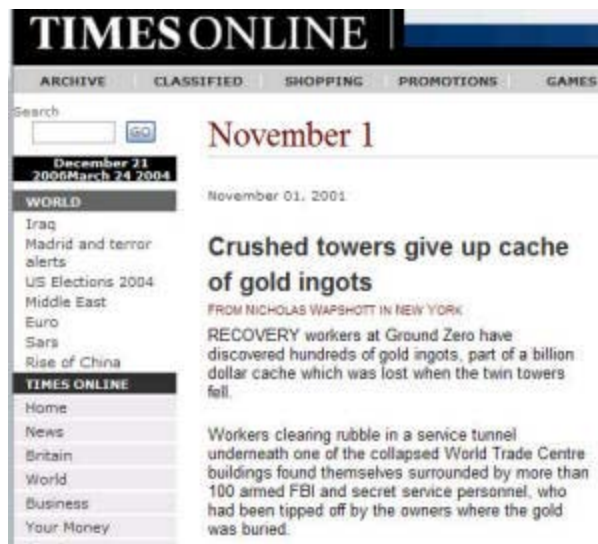 TIMES ONLINE
ARCHIVE CLASSIFIED SHOPPING PROMOTIONS GAMES
Search
GO
December 21
2006March 24 2004
WORLD
Iraq
Madrid and terror
alerts
US Elections 2004
Middle East
Euro
Sars
Rise of China
TIMES ONLINE
Home
News
Britain
World
Business
Your Money
November 1
November 01, 2001
Crushed towers give up cache
of gold ingots
FROM NICHOLAS WAPSHOTT IN NEW YORK
RECOVERY workers at Ground Zero have
discovered hundreds of gold ingots, part of a billion
dollar cache which was lost when the twin towers
fell.
Workers clearing rubble in a service tunnel
underneath one of the collapsed World Trade Centre
buildings found themselves surrounded by more than
100 armed FBI and secret service personnel, who
had been tipped off by the owners where the gold
was buried.